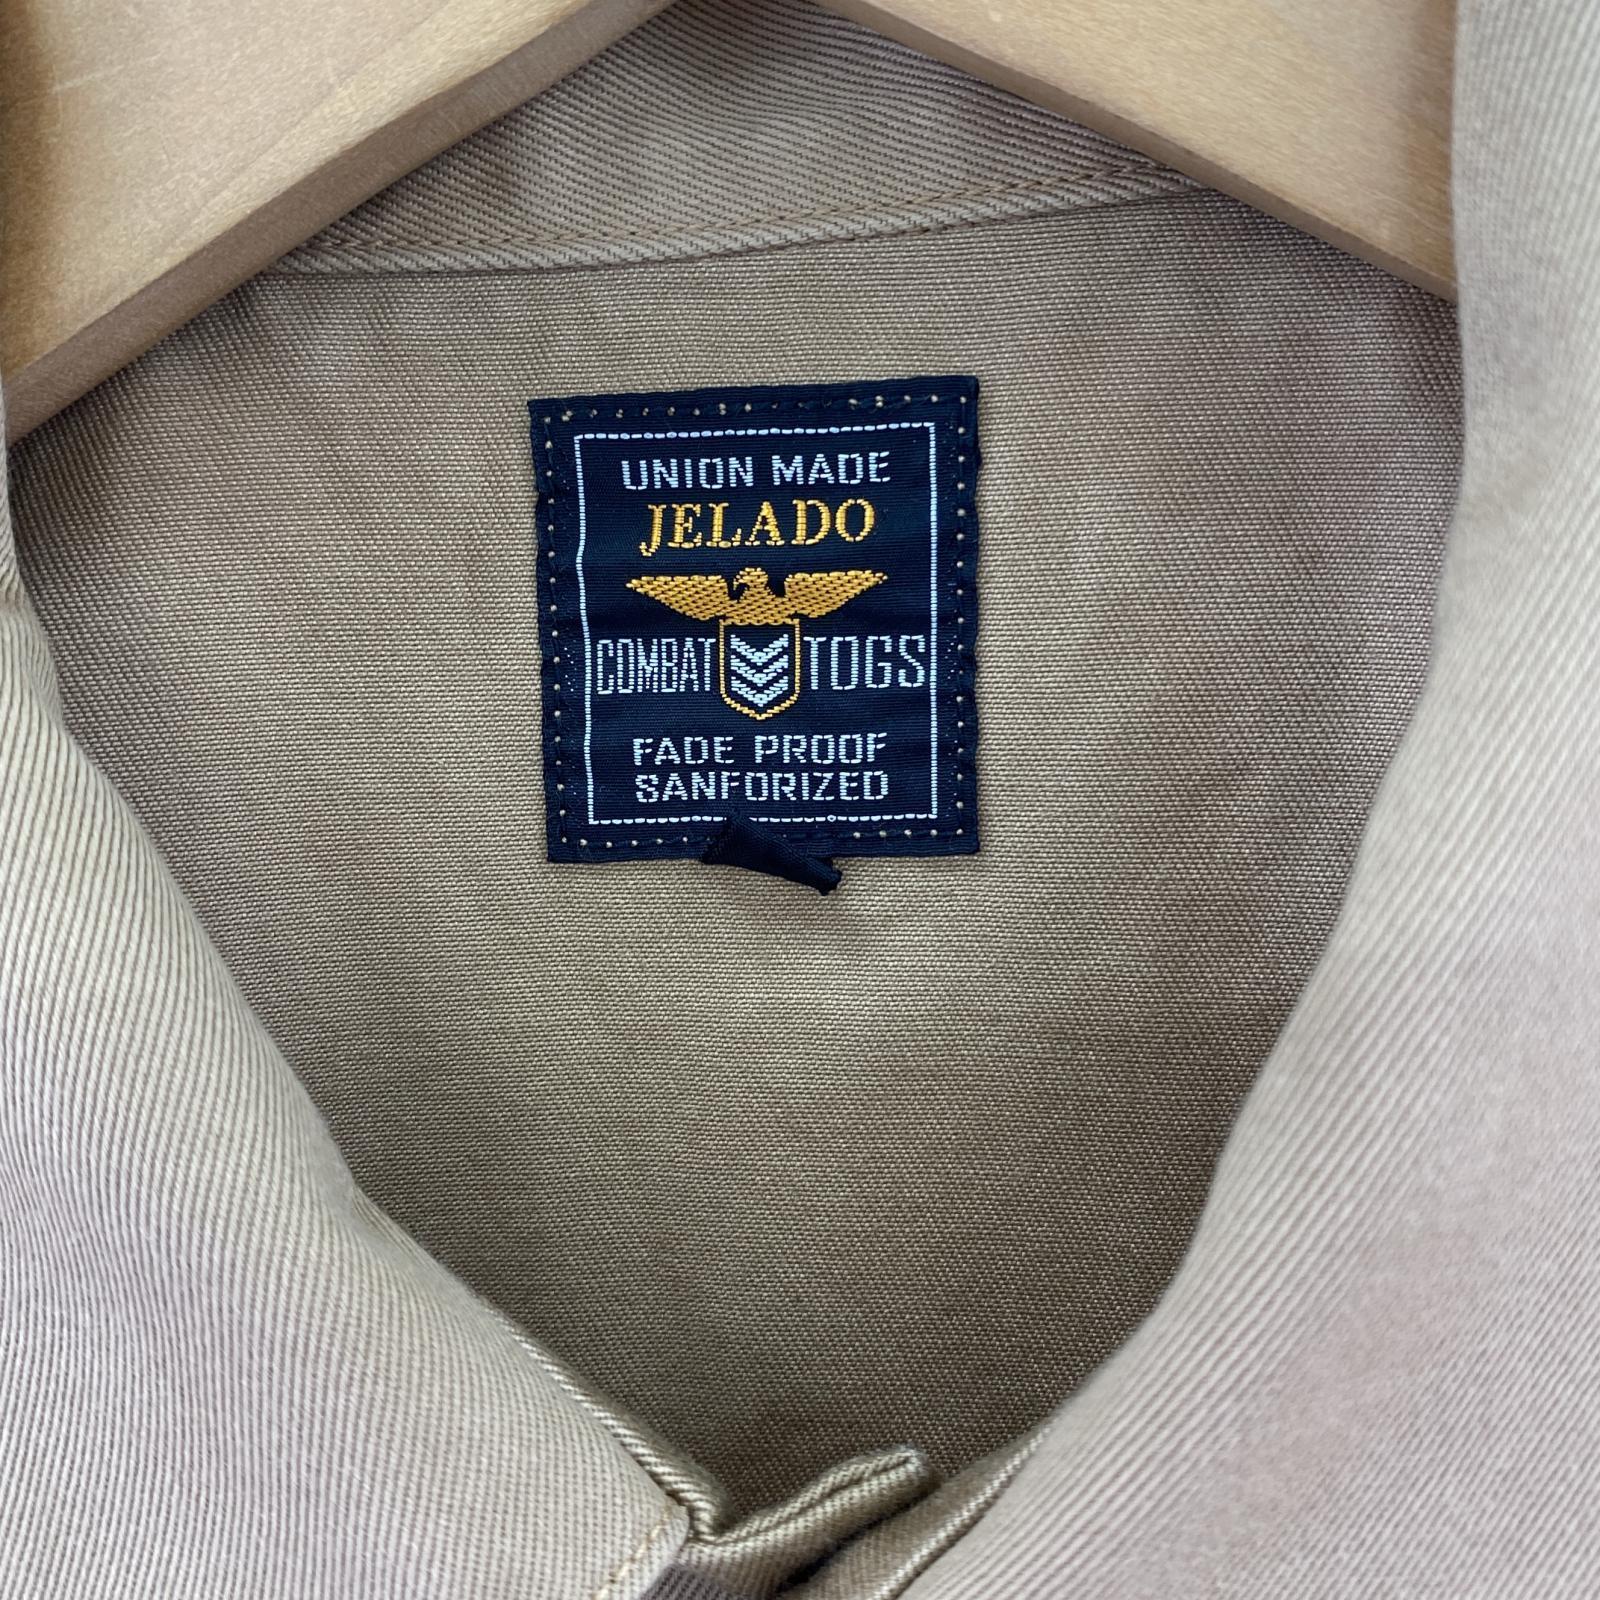 UNION MADE
JELADO
COMBAT TOGS
FADE PROOF
SANFORIZED